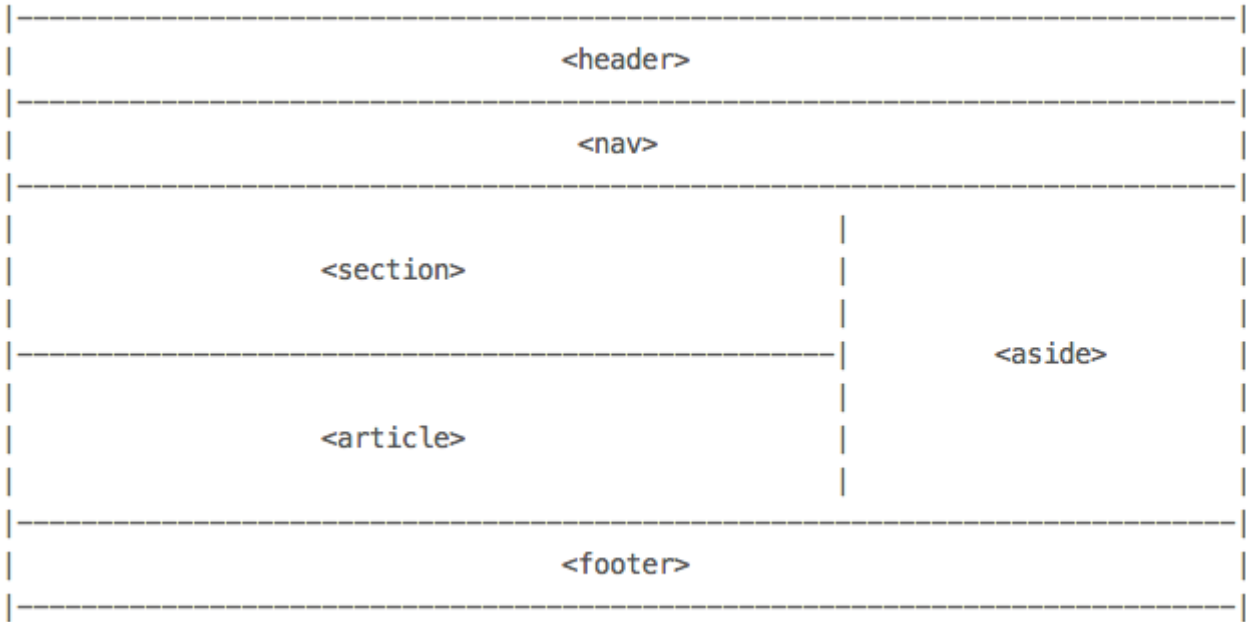 <header>
<nav>
<section>
<aside>
<article>
<footer>